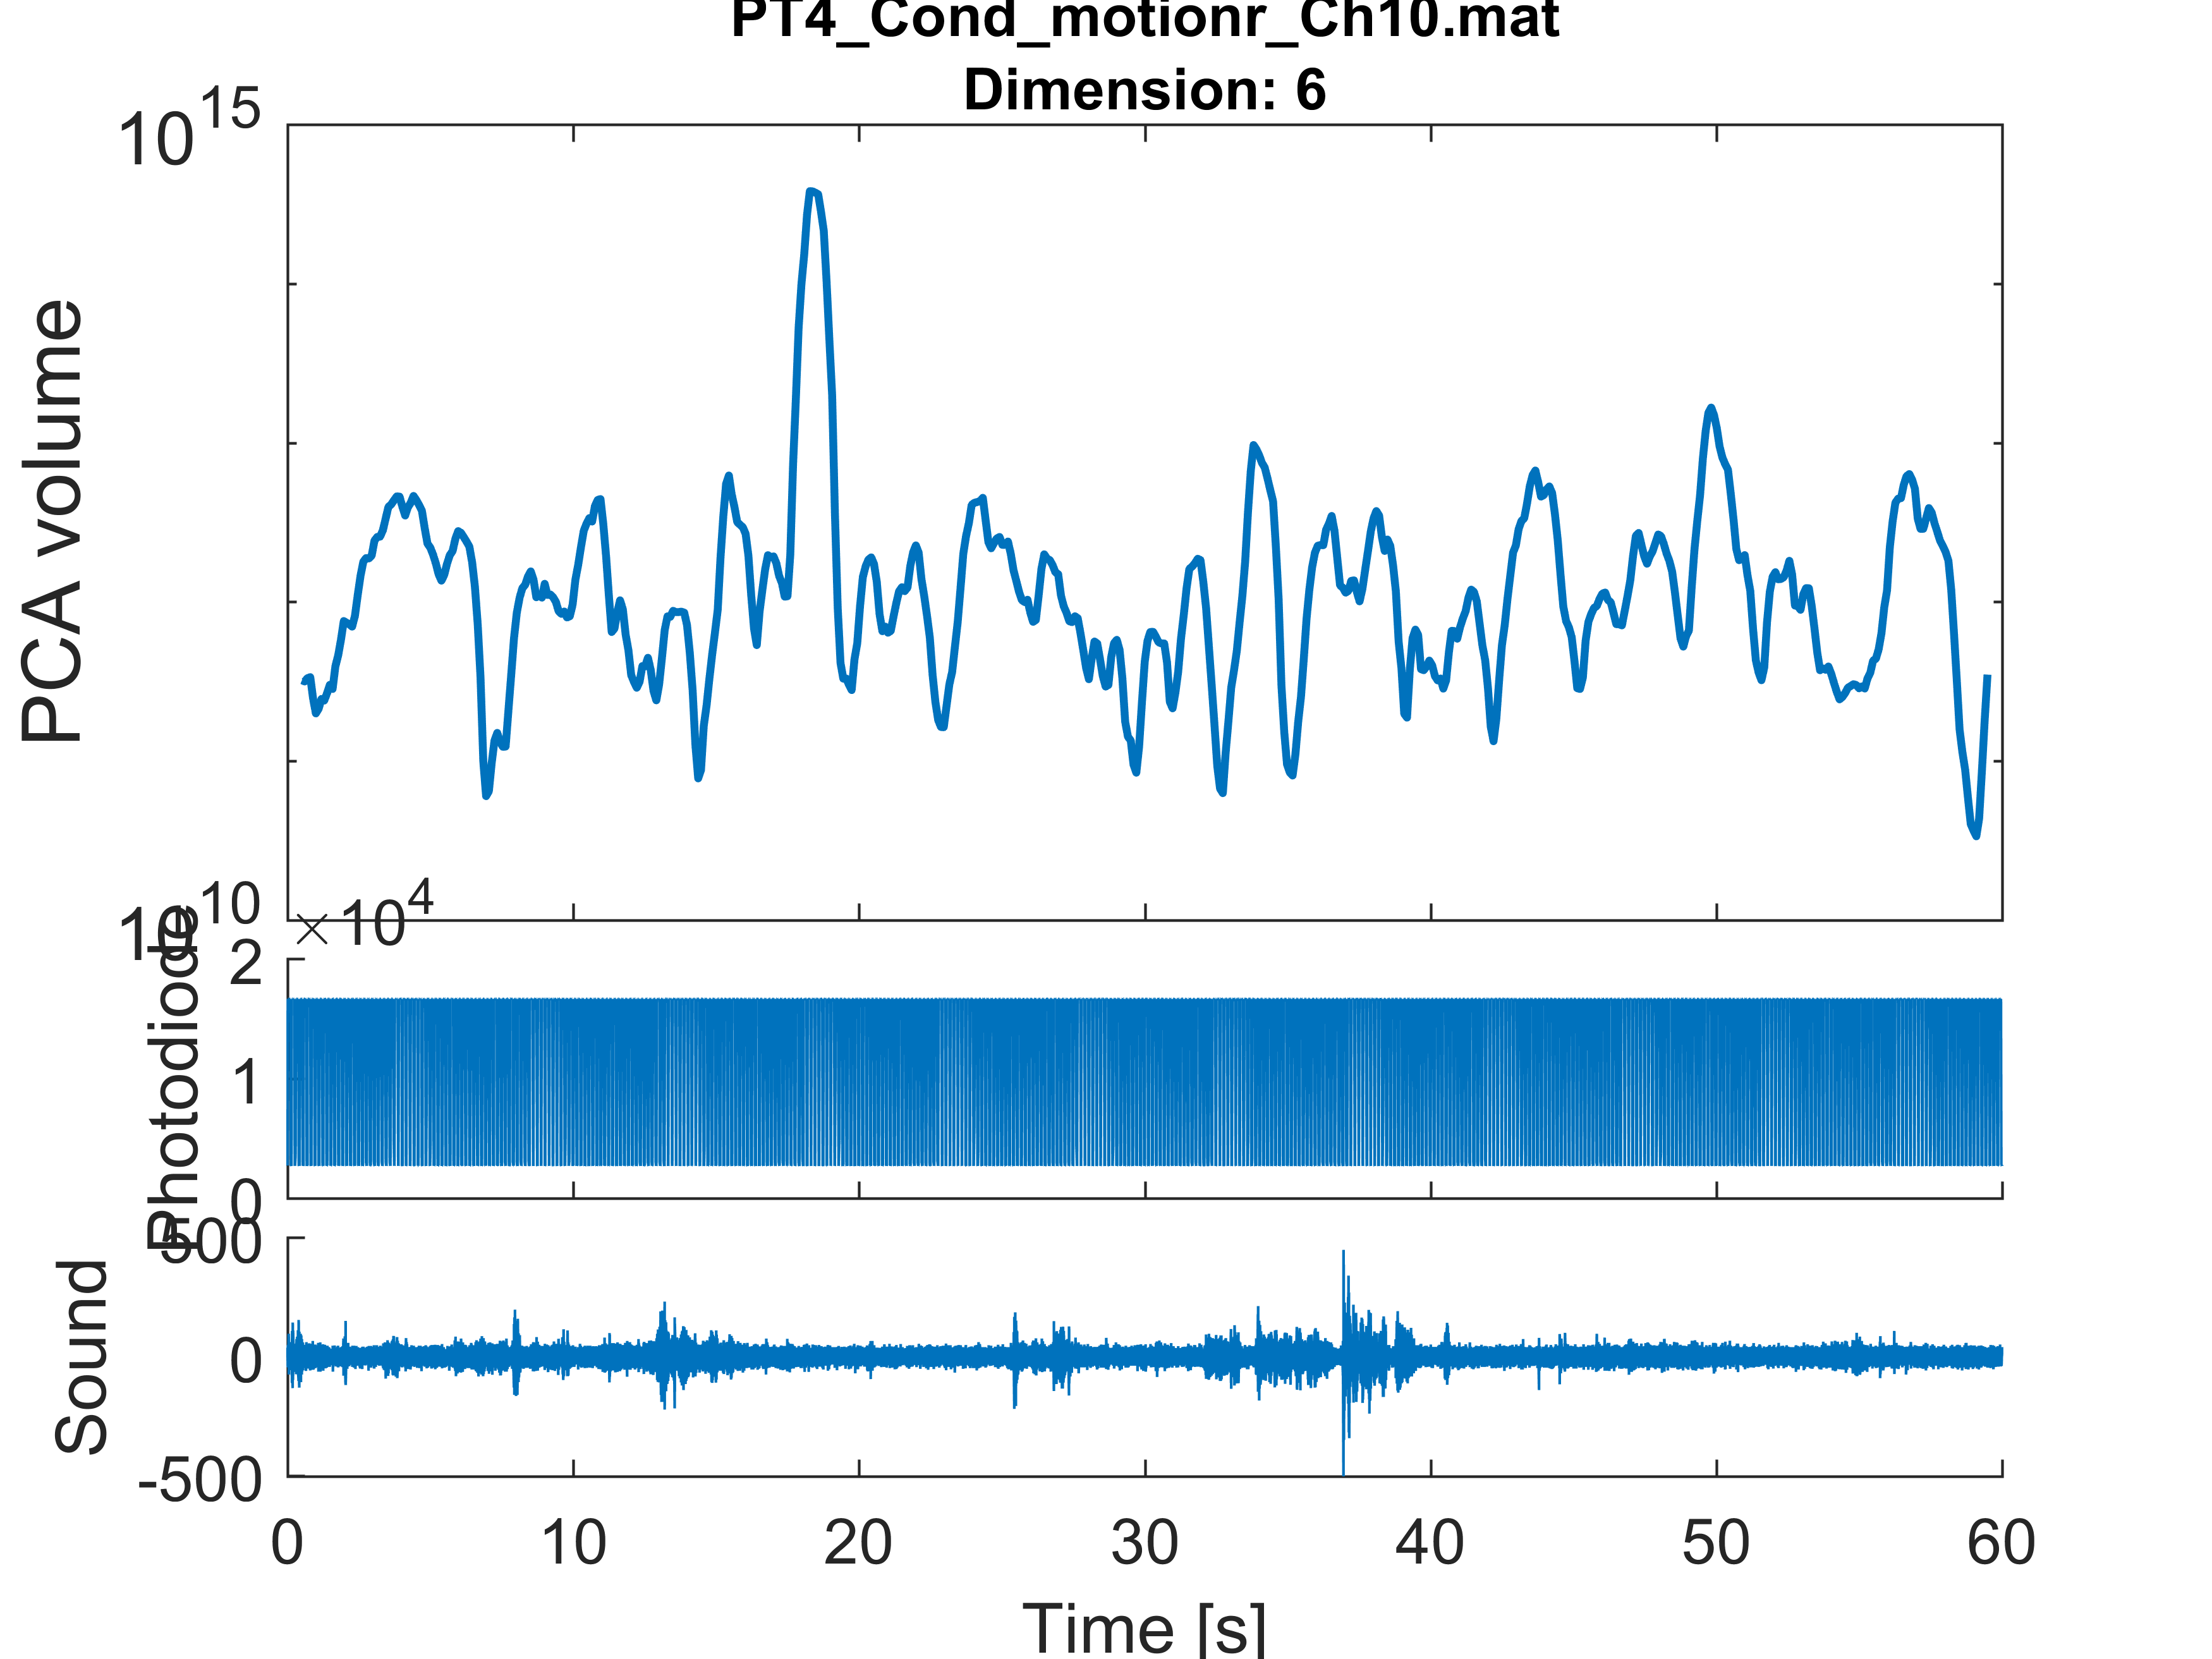 PT4_Cond_motionr_Ch10.mat
Dimension: 6
10^15
PCA volume
10^10
×10^4
2
1
0
Photodiode
500
0
-500
Sound
0 10 20 30 40 50 60
Time [s]